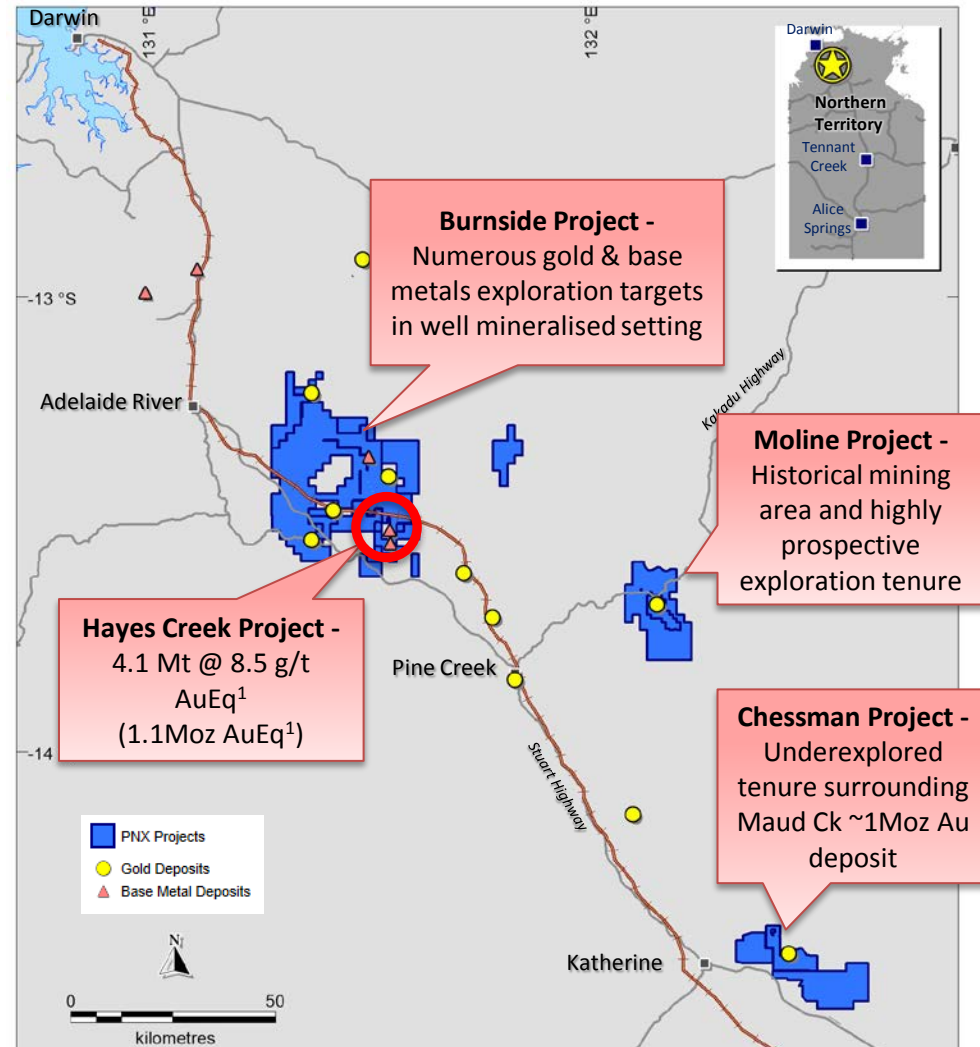 Darwin
131 °E
132 °E
Darwin
Northern
Territory
Tennant
Creek
Alice
Springs
Burnside Project -
Numerous gold & base
metals exploration targets
in well mineralised setting
-13 °S
Kakadu Highway
Adelaide River
Moline Project -
Historical mining
area and highly
prospective
exploration tenure
Hayes Creek Project -
4.1 Mt @ 8.5 g/t
AuEq¹
(1.1Moz AuEq¹)
Pine Creek
Chessman Project -
Underexplored
tenure surrounding
Maud Ck ~1Moz Au
deposit
-14
Stuart Highway
PNX Projects
Gold Deposits
Base Metal Deposits
N
Katherine
0 50
kilometres